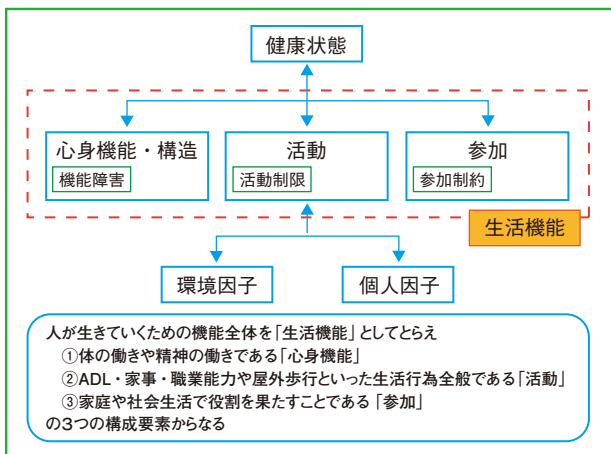 健康状態
心身機能・構造
機能障害
活動
活動制限
参加
参加制約
生活機能
環境因子
個人因子
人が生きていくための機能全体を「生活機能」としてとらえ
①体の働きや精神の働きである「心身機能」
②ADL・家事・職業能力や屋外歩行といった生活行為全般である「活動」
③家庭や社会生活で役割を果たすことである「参加」
の3つの構成要素からなる